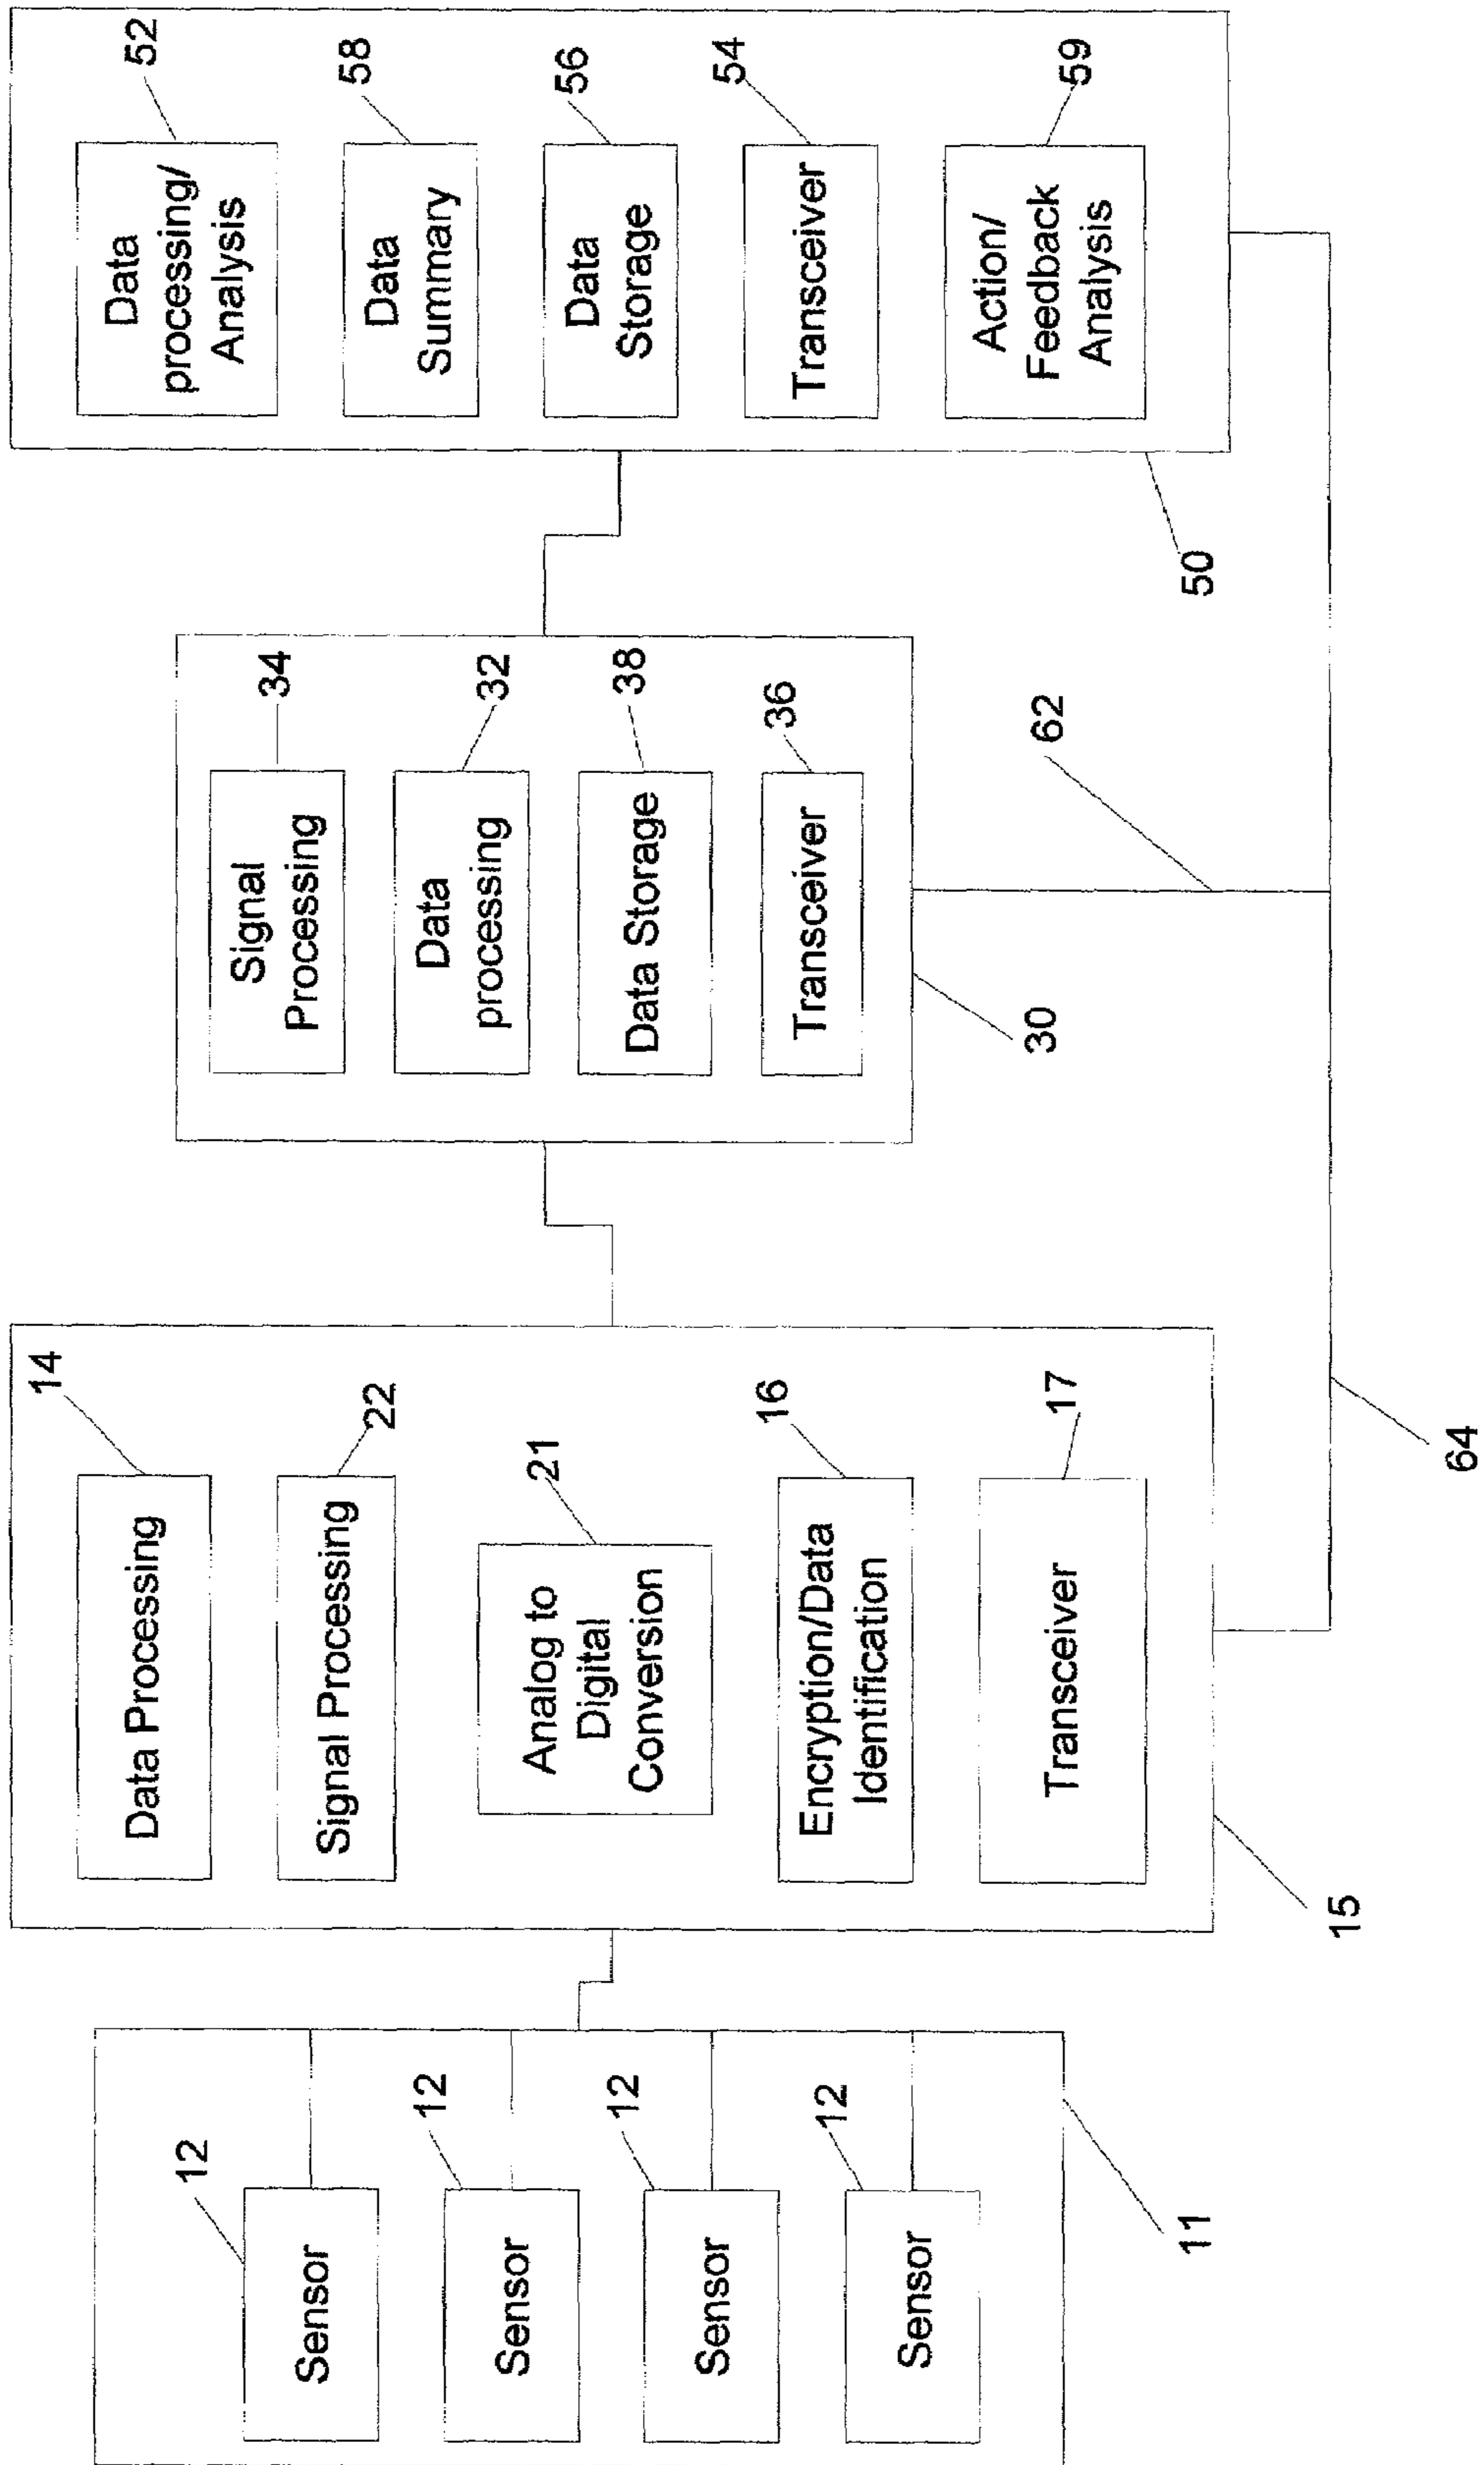 12
Sensor
12
Sensor
12
Sensor
12
Sensor
11
14
Data Processing
22
Signal Processing
21
Analog to
Digital
Conversion
16
Encryption/Data
Identification
17
Transceiver
15
34
Signal
Processing
32
Data
processing
38
Data Storage
36
Transceiver
30
62
64
52
Data
processing/
Analysis
58
Data
Summary
56
Data
Storage
54
Transceiver
59
Action/
Feedback
Analysis
50